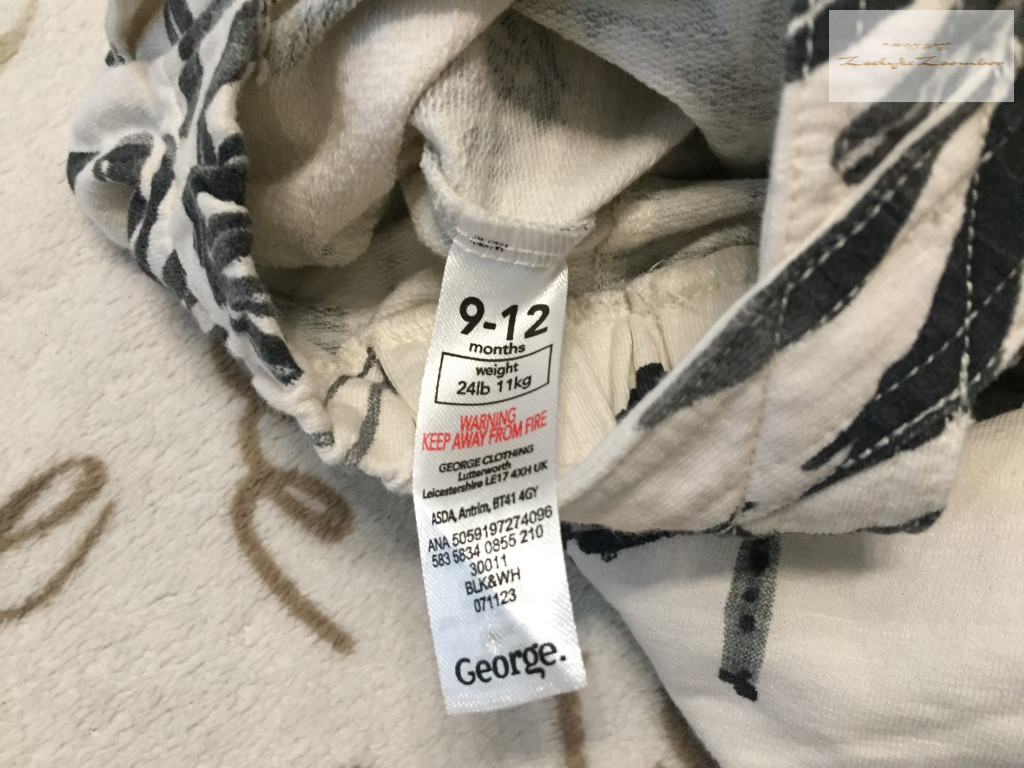 9-12
months
weight
24lb 11kg
WARNING
KEEP AWAY FROM FIRE
GEORGE CLOTHING
Lutterworth
Leicestershire LE17 4XH UK
ASDA, Antrim, BT41 4GY
ANA 5059197274096
583 5834 0855 210
30011
BLK&WH
071123
George.